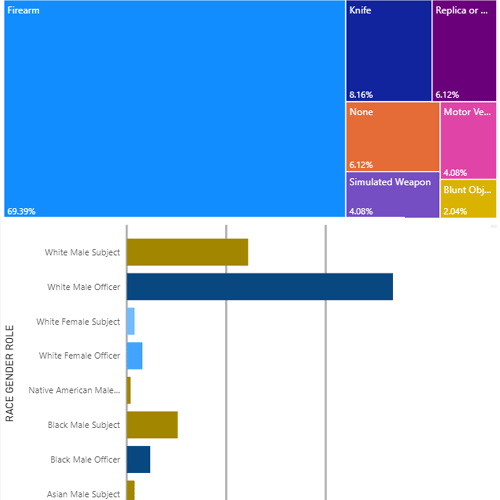 Firearm
69.39%
Knife
8.16%
Replica or ...
6.12%
None
6.12%
Motor Ve...
4.08%
Simulated Weapon
4.08%
Blunt Obj...
2.04%
RACE GENDER ROLE
White Male Subject
White Male Officer
White Female Subject
White Female Officer
Native American Male...
Black Male Subject
Black Male Officer
Asian Male Subject